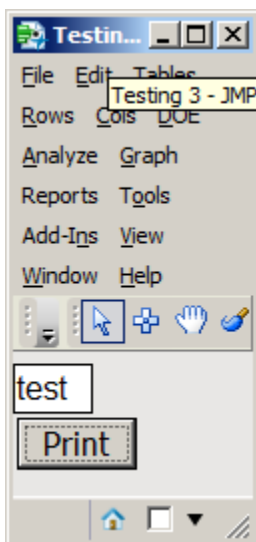 Testin...
File Edit Tables
Testing 3 - JMP
Rows Cols DOE
Analyze Graph
Reports Tools
Add-Ins View
Window Help
test
Print